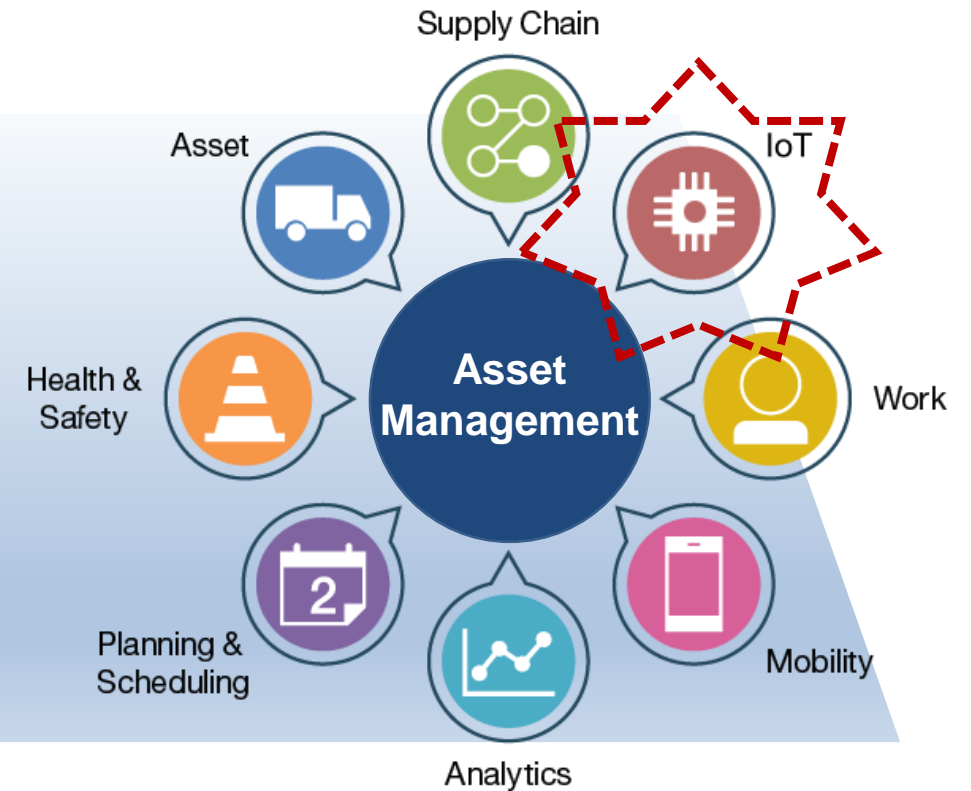 Supply Chain
Asset
IoT
Asset
Management
Health &
Safety
Work
2
Planning &
Scheduling
Mobility
Analytics